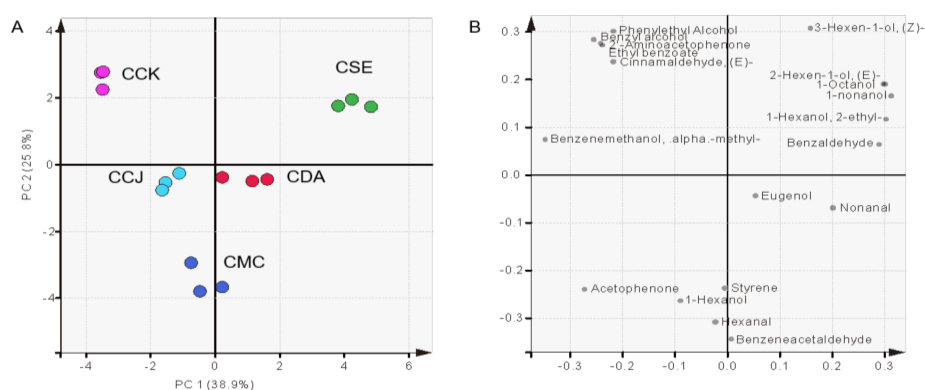 A
4
2
0
-2
-4
-4
-2
0
2
4
6
PC 2 (25.8%)
PC 1 (38.9%)
CCK
CSE
CCJ
CDA
CMC
B
0.3
0.2
0.1
0.0
-0.1
-0.2
-0.3
-0.3
-0.2
-0.1
0.0
0.1
0.2
0.3
Phenylethyl Alcohol
3-Hexen-1-ol, (Z)-
Benzyl alcohol
2'-Aminoacetophenone
Ethyl benzoate
Cinnamaldehyde, (E)-
2-Hexen-1-ol, (E)-
1-Octanol
1-nonanol
1-Hexanol, 2-ethyl-
Benzenemethanol, .alpha.-methyl-
Benzaldehyde
Eugenol
Nonanal
Acetophenone
Styrene
1-Hexanol
Hexanal
Benzeneacetaldehyde